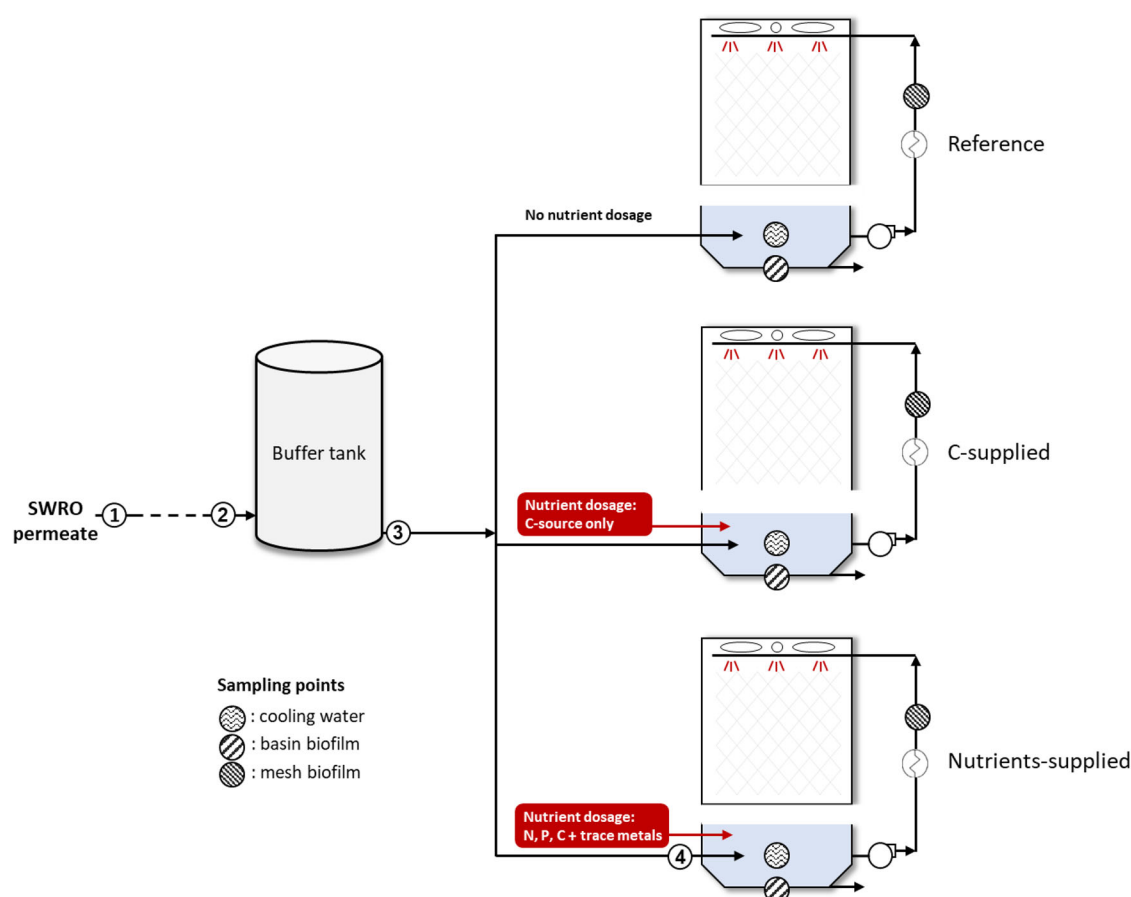 Reference
No nutrient dosage
Buffer tank
C-supplied
Nutrient dosage:
C-source only
SWRO
permeate
1
2
3
Sampling points
: cooling water
: basin biofilm
: mesh biofilm
Nutrients-supplied
Nutrient dosage:
N, P, C + trace metals
4